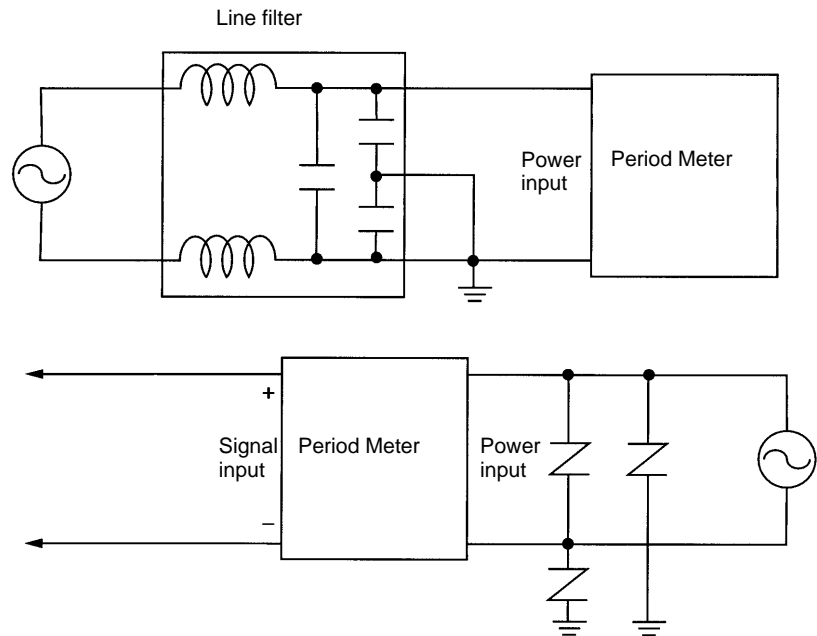 Line filter
Power
input
Period Meter
+
Signal
input
−
Period Meter
Power
input